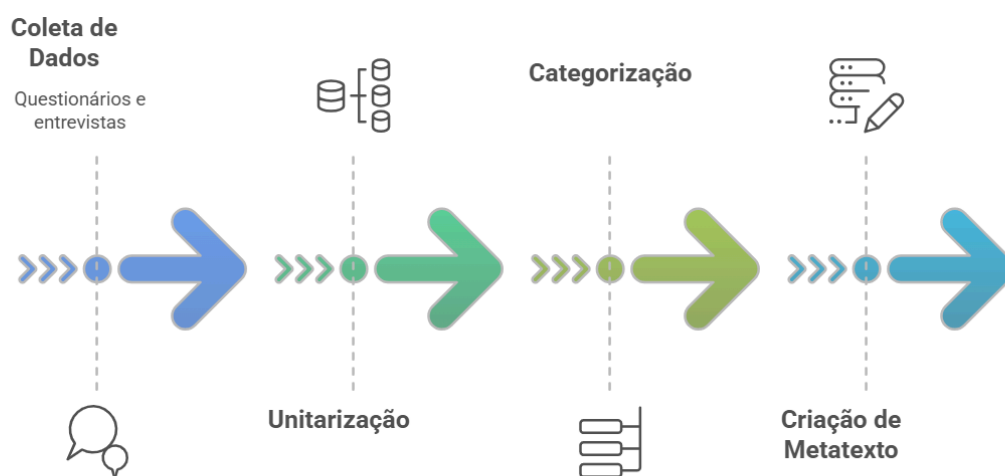 Coleta de
Dados
Questionários e
entrevistas
Unitarização
Categorização
Criação de
Metatexto